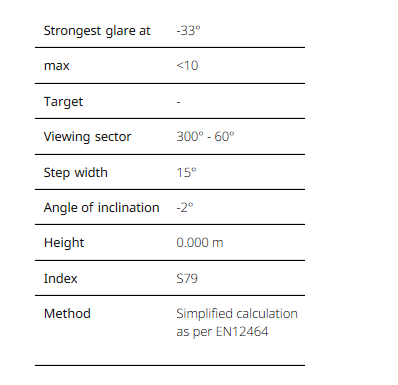 Strongest glare at -33°
max <10
Target -
Viewing sector 300° - 60°
Step width 15°
Angle of inclination -2°
Height 0.000 m
Index S79
Method Simplified calculation
as per EN12464